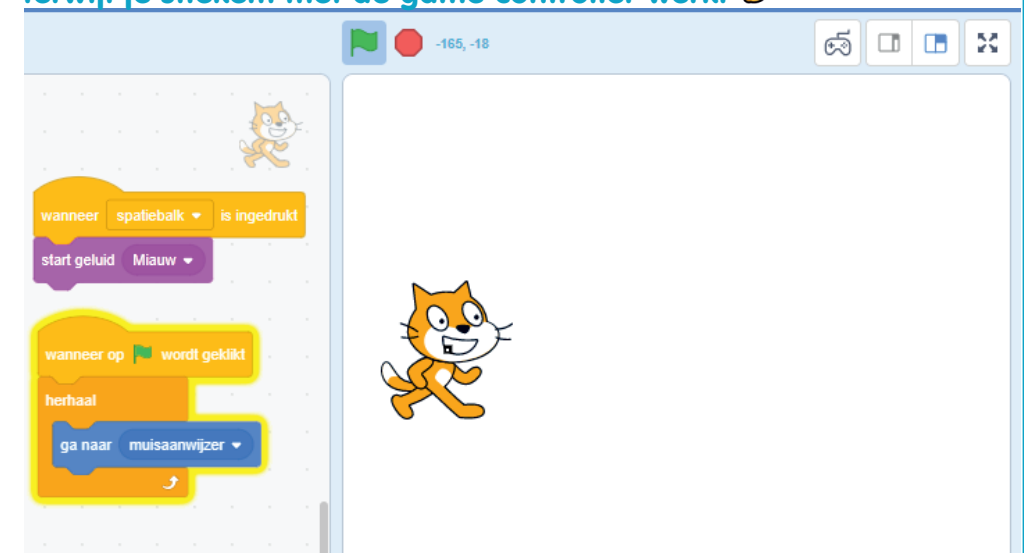 -165, -18
wanneer spatiebalk is ingedrukt
start geluid Miauw
wanneer op wordt geklikt
herhaal
ga naar muisaanwijzer